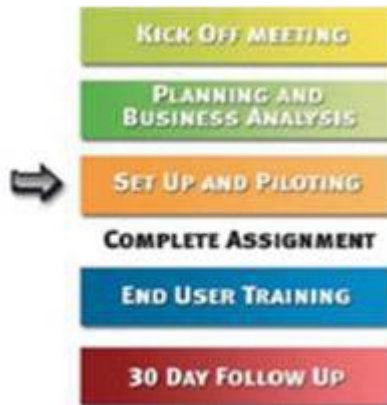 KICK OFF MEETING
PLANNING AND
BUSINESS ANALYSIS
SET UP AND PILOTING
COMPLETE ASSIGNMENT
END USER TRAINING
30 DAY FOLLOW UP